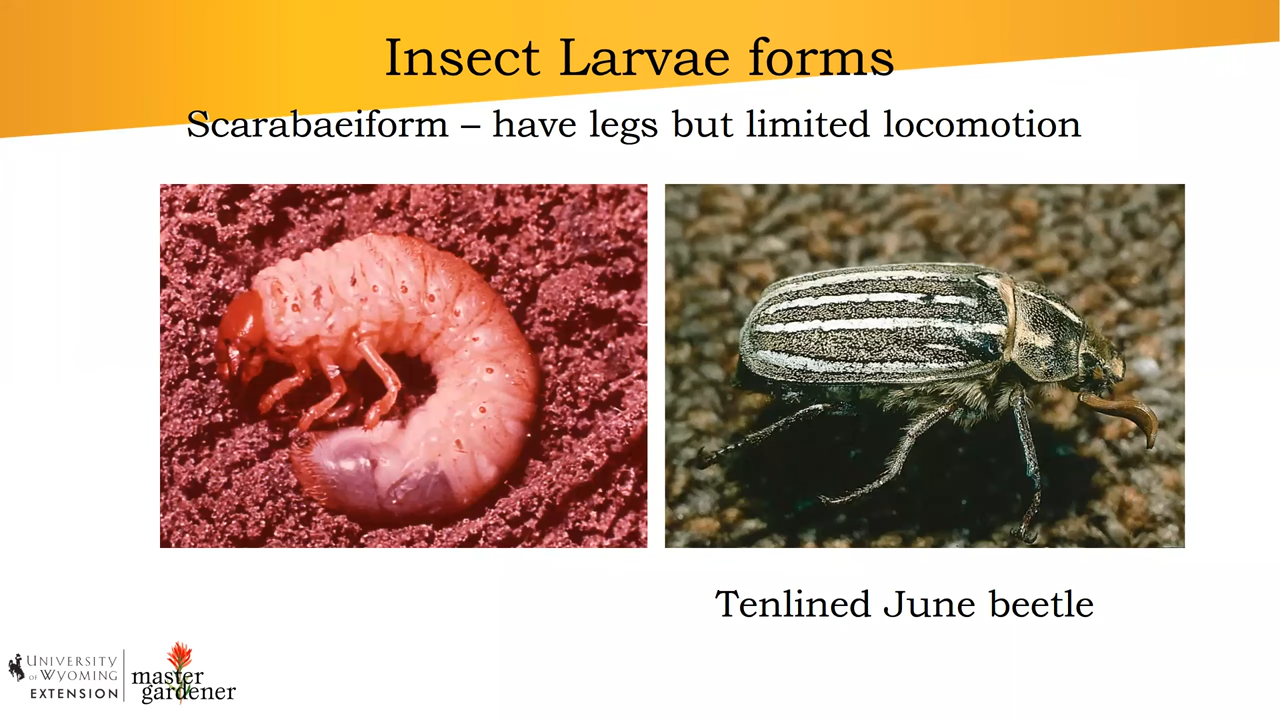 Insect Larvae forms
Scarabaeiform – have legs but limited locomotion
Tenlined June beetle
UNIVERSITY
OF WYOMING
EXTENSION
master
gardener